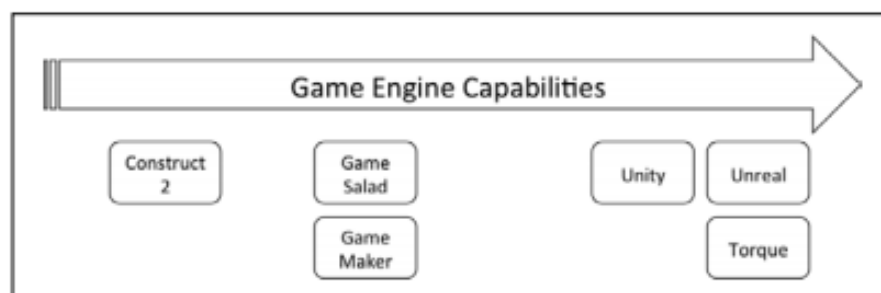 Game Engine Capabilities
Construct
2
Game
Salad
Unity
Unreal
Game
Maker
Torque